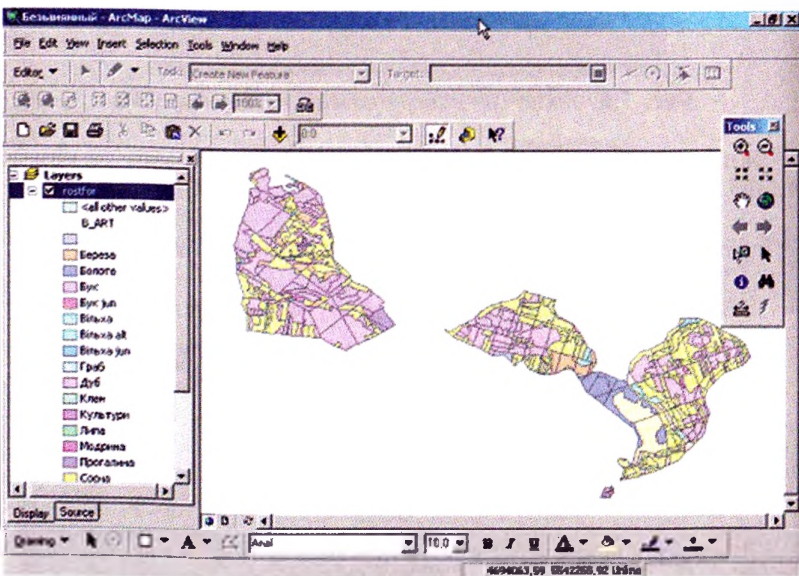 Безымянный - ArcMap - ArcView
File Edit View Insert Selection Tools Window Help
Editor Task: Create New Feature Target:
100%
Tools
Layers
rostfor
<all other values>
B_ART
Береза
Болото
Бук
Бук jun
Вільха
Вільха alt
Вільха jun
Граб
Дуб
Клен
Культури
Липа
Модрина
Прогалина
Сосна
Display Source
Drawing A Arial 10,0 B I U A